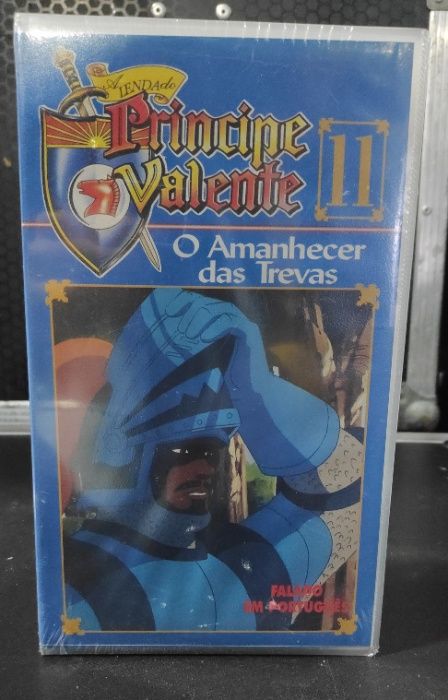 A LENDA do
Príncipe
Valente
11
O Amanhecer
das Trevas
FALADO
EM PORTUGUÊS